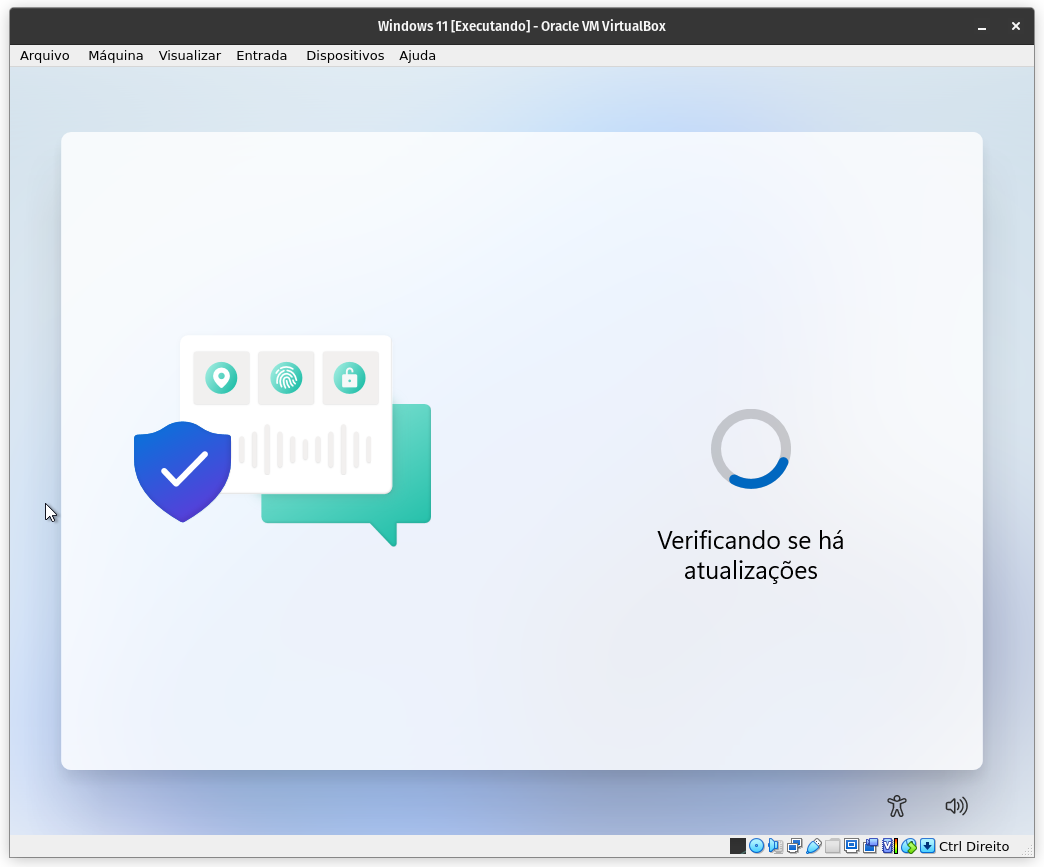 Windows 11 [Executando] - Oracle VM VirtualBox
Arquivo Máquina Visualizar Entrada Dispositivos Ajuda
Verificando se há
atualizações
Ctrl Direito